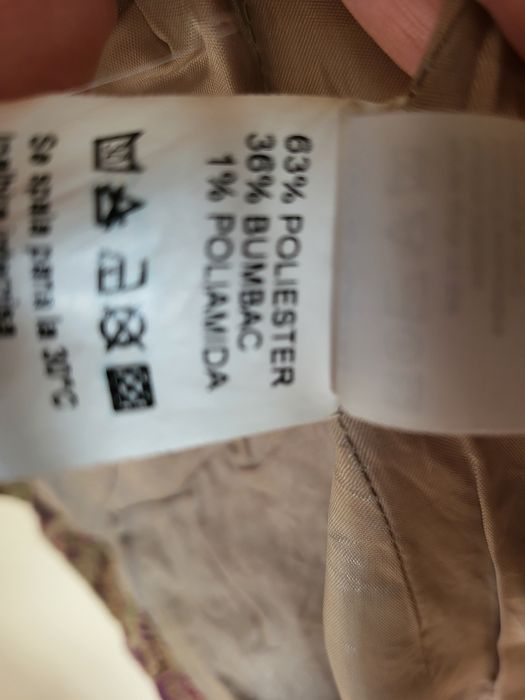 63% POLIESTER
36% BUMBAC
1% POLIAMIDA
Se spala pana la 30°C